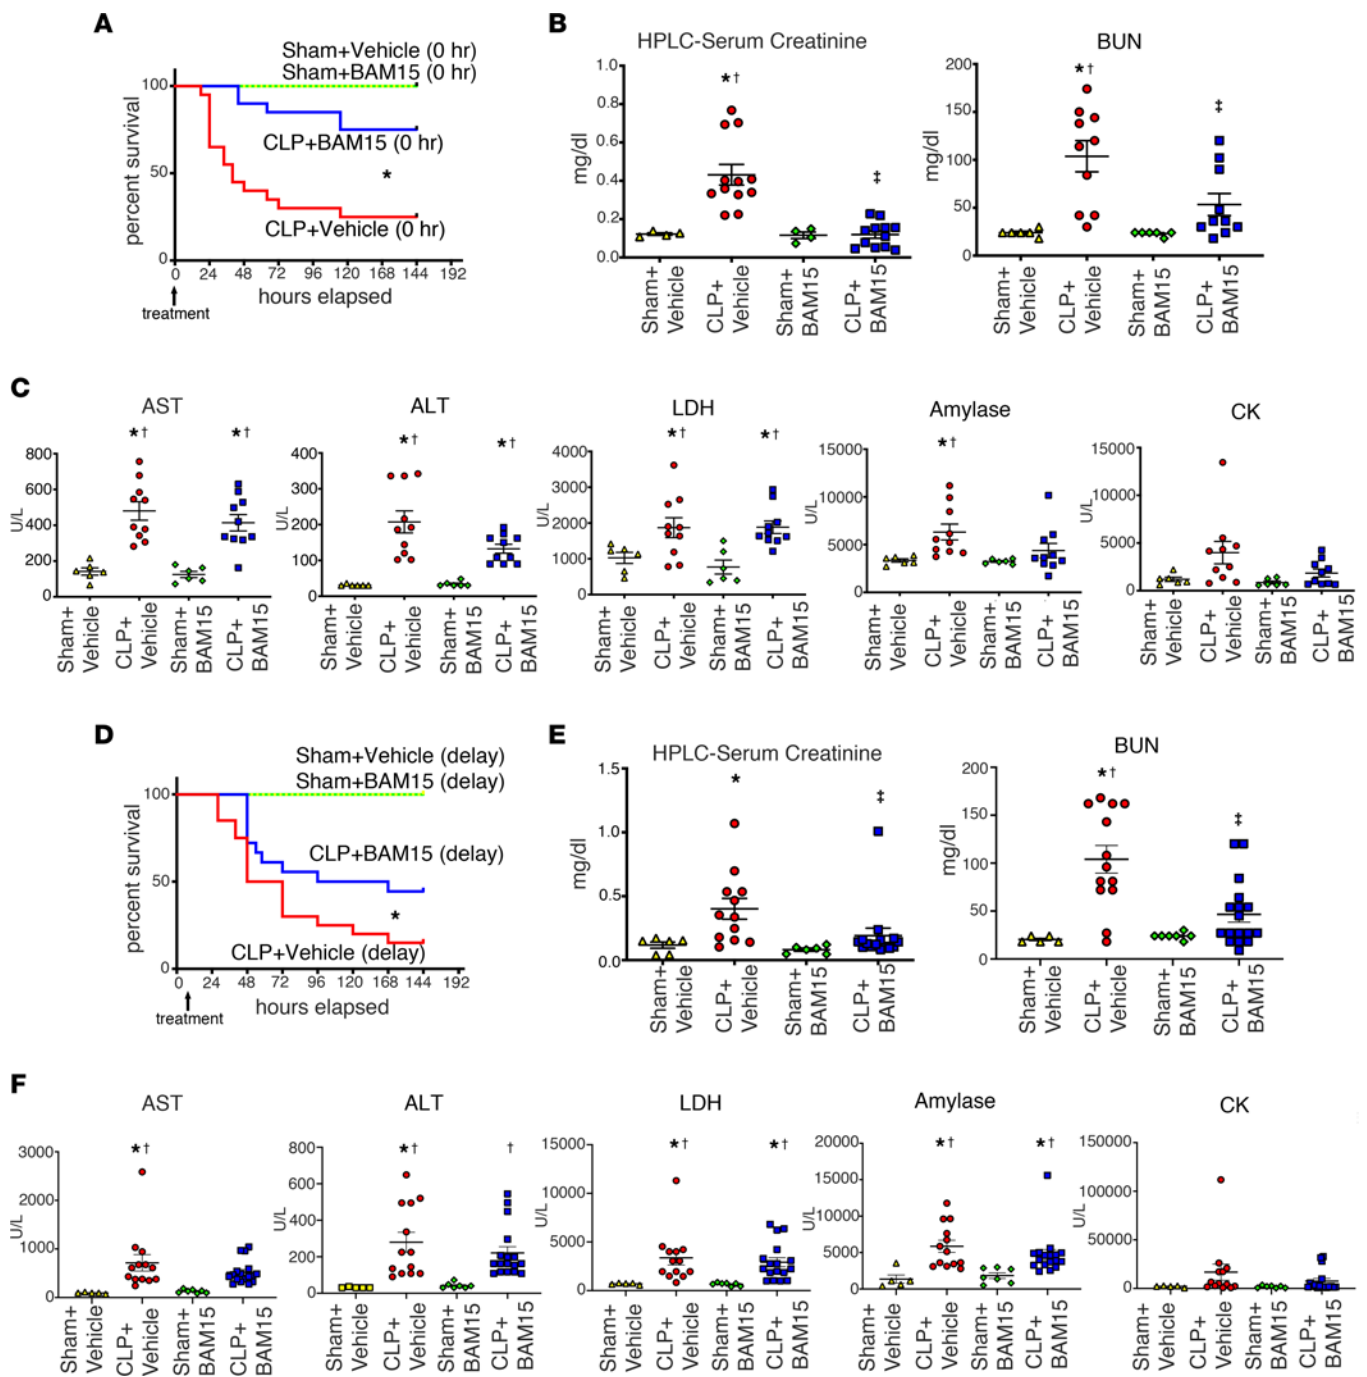 A
Sham+Vehicle (0 hr)
Sham+BAM15 (0 hr)
percent survival
100
50
0
CLP+BAM15 (0 hr)
*
CLP+Vehicle (0 hr)
0 24 48 72 96 120 168 144 192
hours elapsed
treatment
B
HPLC-Serum Creatinine
mg/dl
1.0
0.8
0.6
0.4
0.2
0.0
*†
‡
Sham+ Vehicle
CLP+ Vehicle
Sham+ BAM15
CLP+ BAM15
BUN
mg/dl
200
150
100
50
0
*†
‡
Sham+ Vehicle
CLP+ Vehicle
Sham+ BAM15
CLP+ BAM15
C
AST
U/L
800
600
400
200
0
*†
*†
Sham+ Vehicle
CLP+ Vehicle
Sham+ BAM15
CLP+ BAM15
ALT
U/L
400
300
200
100
0
*†
*†
Sham+ Vehicle
CLP+ Vehicle
Sham+ BAM15
CLP+ BAM15
LDH
U/L
4000
3000
2000
1000
0
*†
*†
Sham+ Vehicle
CLP+ Vehicle
Sham+ BAM15
CLP+ BAM15
Amylase
U/L
15000
10000
5000
0
*†
Sham+ Vehicle
CLP+ Vehicle
Sham+ BAM15
CLP+ BAM15
CK
U/L
15000
10000
5000
0
Sham+ Vehicle
CLP+ Vehicle
Sham+ BAM15
CLP+ BAM15
D
Sham+Vehicle (delay)
Sham+BAM15 (delay)
percent survival
100
50
0
CLP+BAM15 (delay)
*
CLP+Vehicle (delay)
0 24 48 72 96 120 168 144 192
hours elapsed
treatment
E
HPLC-Serum Creatinine
mg/dl
1.5
1.0
0.5
0.0
*
‡
Sham+ Vehicle
CLP+ Vehicle
Sham+ BAM15
CLP+ BAM15
BUN
mg/dl
200
150
100
50
0
*†
‡
Sham+ Vehicle
CLP+ Vehicle
Sham+ BAM15
CLP+ BAM15
F
AST
U/L
3000
2000
1000
0
*†
Sham+ Vehicle
CLP+ Vehicle
Sham+ BAM15
CLP+ BAM15
ALT
U/L
800
600
400
200
0
*†
†
Sham+ Vehicle
CLP+ Vehicle
Sham+ BAM15
CLP+ BAM15
LDH
U/L
15000
10000
5000
0
*†
*†
Sham+ Vehicle
CLP+ Vehicle
Sham+ BAM15
CLP+ BAM15
Amylase
U/L
20000
15000
10000
5000
0
*†
*†
Sham+ Vehicle
CLP+ Vehicle
Sham+ BAM15
CLP+ BAM15
CK
U/L
150000
100000
50000
0
Sham+ Vehicle
CLP+ Vehicle
Sham+ BAM15
CLP+ BAM15